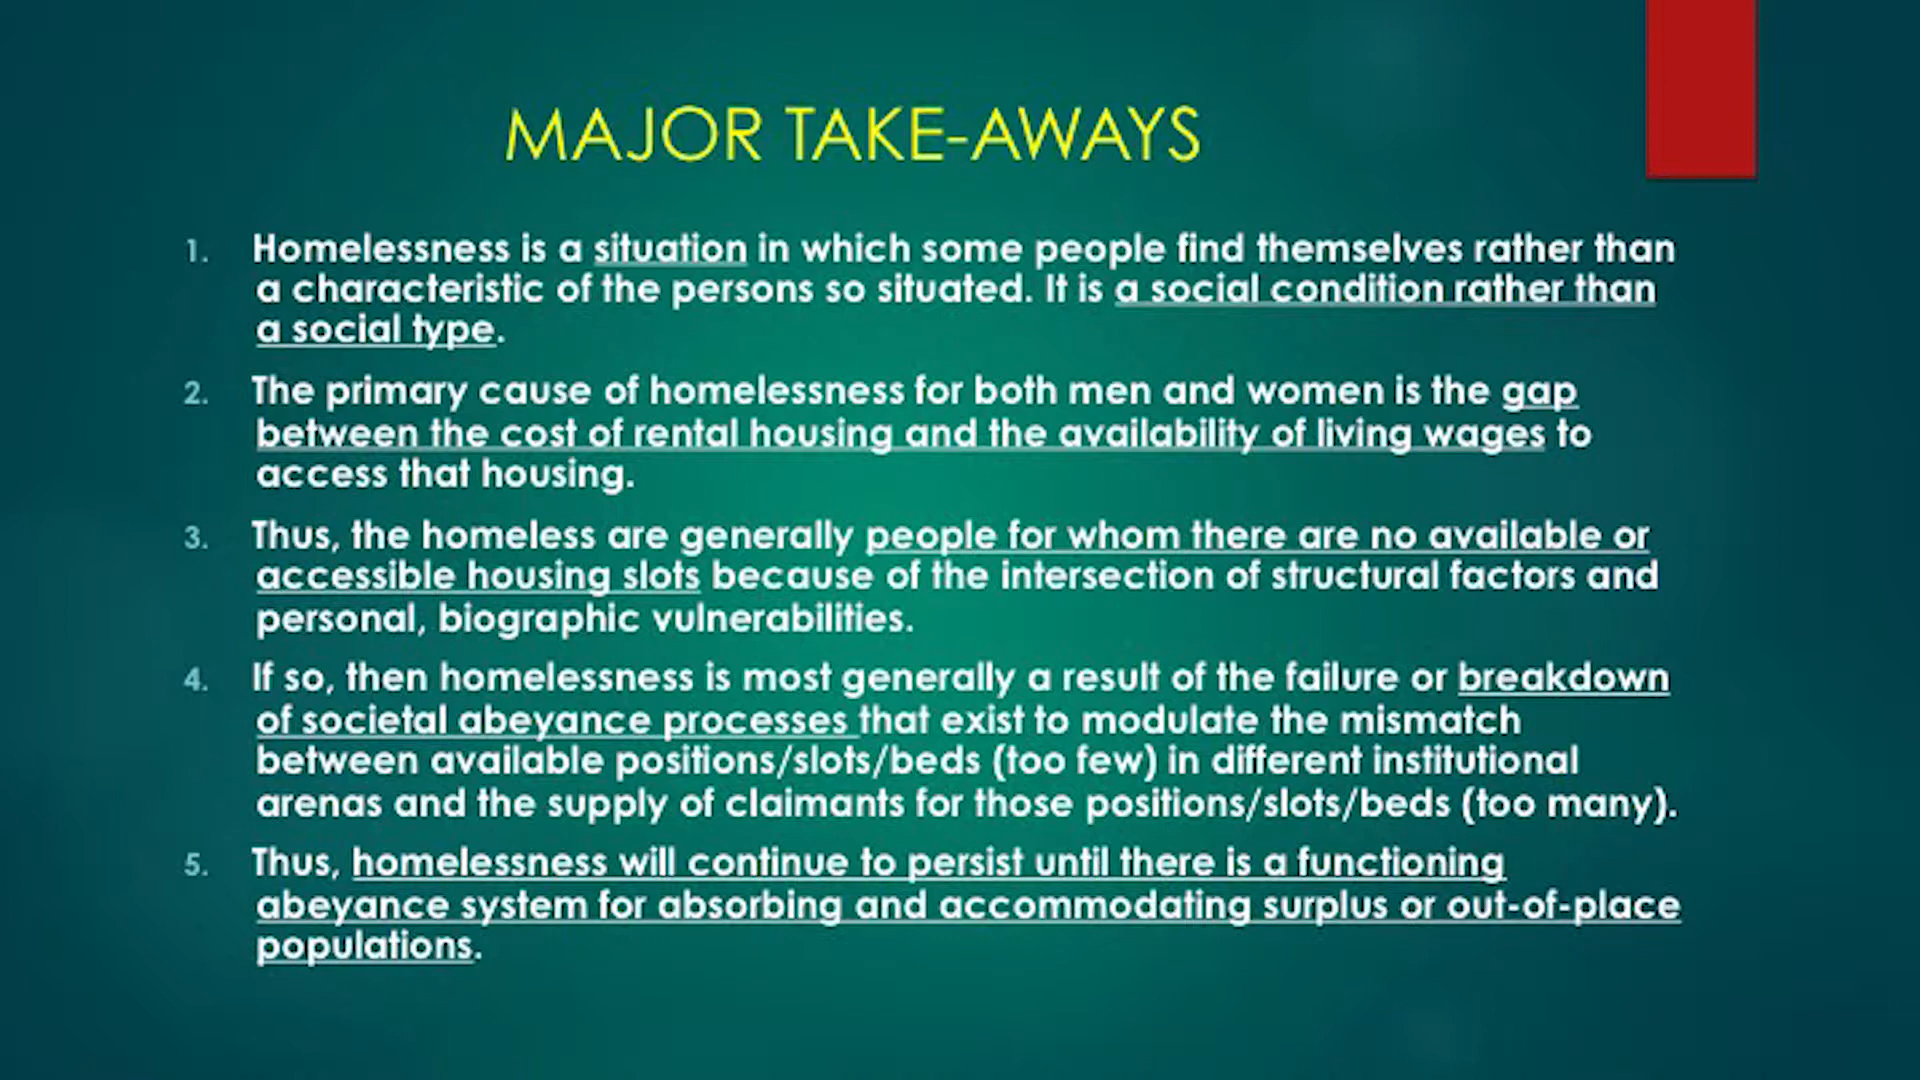 MAJOR TAKE-AWAYS
1. Homelessness is a situation in which some people find themselves rather than
a characteristic of the persons so situated. It is a social condition rather than
a social type.
2. The primary cause of homelessness for both men and women is the gap
between the cost of rental housing and the availability of living wages to
access that housing.
3. Thus, the homeless are generally people for whom there are no available or
accessible housing slots because of the intersection of structural factors and
personal, biographic vulnerabilities.
4. If so, then homelessness is most generally a result of the failure or breakdown
of societal abeyance processes that exist to modulate the mismatch
between available positions/slots/beds (too few) in different institutional
arenas and the supply of claimants for those positions/slots/beds (too many).
5. Thus, homelessness will continue to persist until there is a functioning
abeyance system for absorbing and accommodating surplus or out-of-place
populations.